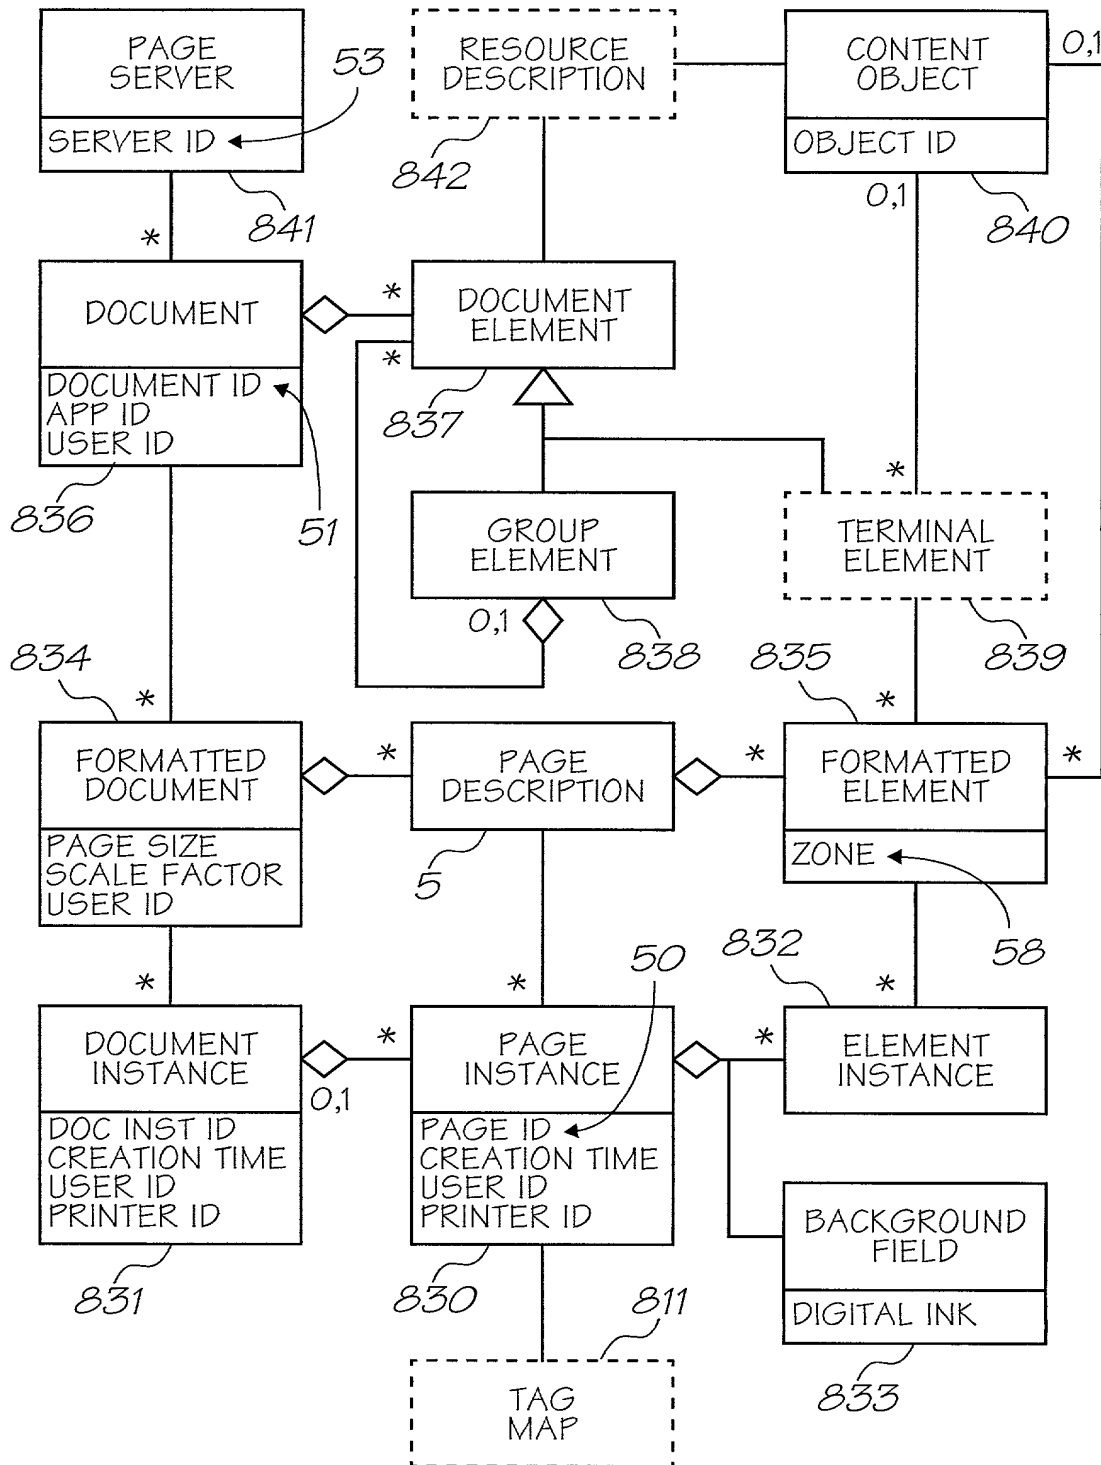 PAGE
SERVER
SERVER ID
53
841
*
RESOURCE
DESCRIPTION
842
CONTENT
OBJECT
OBJECT ID
0,1
0,1
840
DOCUMENT
DOCUMENT ID
APP ID
USER ID
836
51
*
*
DOCUMENT
ELEMENT
837
GROUP
ELEMENT
0,1
838
*
TERMINAL
ELEMENT
839
834
*
FORMATTED
DOCUMENT
PAGE SIZE
SCALE FACTOR
USER ID
*
PAGE
DESCRIPTION
5
*
835
*
FORMATTED
ELEMENT
*
ZONE
58
*
DOCUMENT
INSTANCE
0,1
DOC INST ID
CREATION TIME
USER ID
PRINTER ID
831
*
*
50
PAGE
INSTANCE
PAGE ID
CREATION TIME
USER ID
PRINTER ID
830
*
832
*
ELEMENT
INSTANCE
BACKGROUND
FIELD
DIGITAL INK
833
811
TAG
MAP